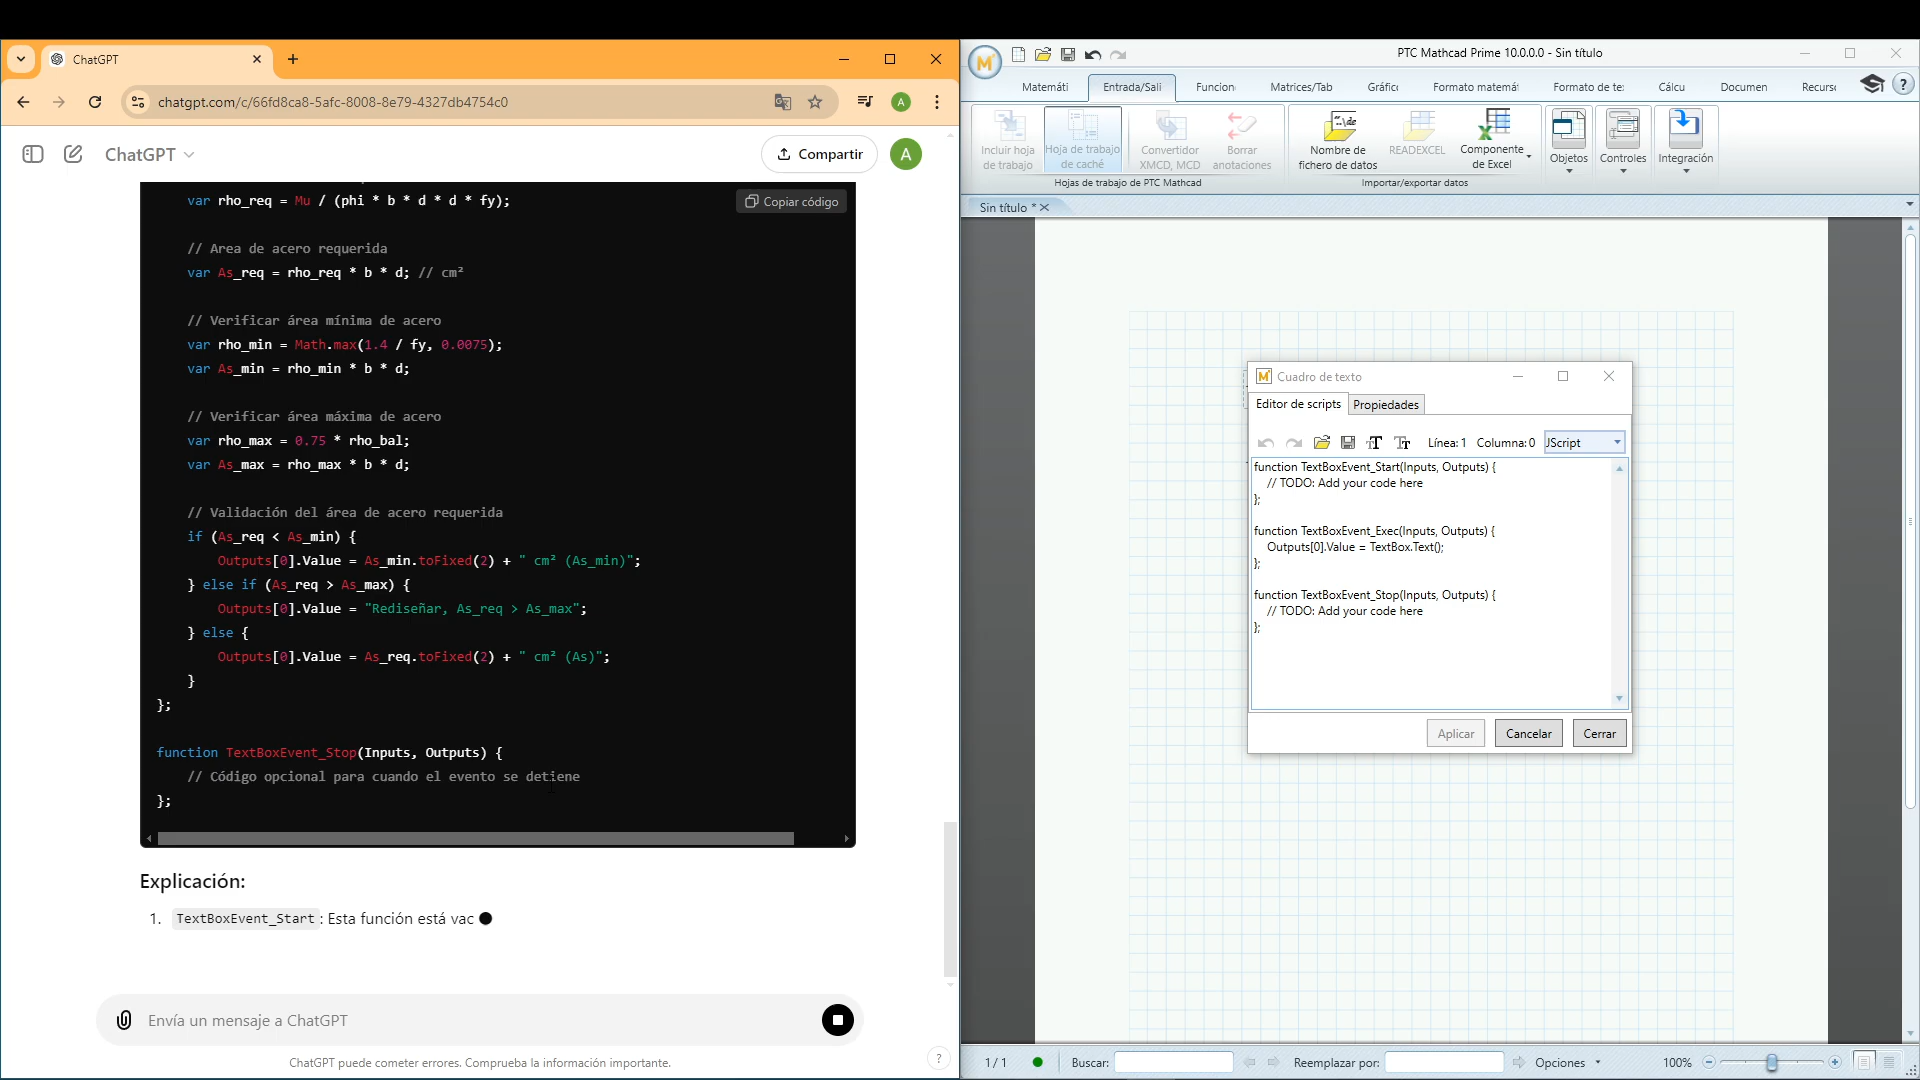 ChatGPT
chatgpt.com/c/66fd8ca8-5afc-8008-8e79-4327db4754c0
A
ChatGPT
Compartir
A
var rho_req = Mu / (phi * b * d * d * fy);
Copiar código
// Area de acero requerida
var As_req = rho_req * b * d; // cm²
// Verificar área mínima de acero
var rho_min = Math.max(1.4 / fy, 0.0075);
var As_min = rho_min * b * d;
// Verificar área máxima de acero
var rho_max = 0.75 * rho_bal;
var As_max = rho_max * b * d;
// Validación del área de acero requerida
if (As_req < As_min) {
Outputs[0].Value = As_min.toFixed(2) + " cm² (As_min)";
} else if (As_req > As_max) {
Outputs[0].Value = "Rediseñar, As_req > As_max";
} else {
Outputs[0].Value = As_req.toFixed(2) + " cm² (As)";
}
};
function TextBoxEvent_Stop(Inputs, Outputs) {
// Código opcional para cuando el evento se detiene
};
Explicación:
1. TextBoxEvent_Start: Esta función está vac
Envía un mensaje a ChatGPT
ChatGPT puede cometer errores. Comprueba la información importante.
?
PTC Mathcad Prime 10.0.0.0 - Sin título
Matemáti Entrada/Sali Funcion Matrices/Tab Gráfic Formato matemá Formato de te: Cálcu Documen Recurs
?
Incluir hoja de trabajo
Hoja de trabajo de caché
Convertidor XMCD, MCD
Borrar anotaciones
Nombre de fichero de datos
READEXCEL
Componente de Excel
Objetos
Controles
Integración
Hojas de trabajo de PTC Mathcad
Importar/exportar datos
Sin título *
Cuadro de texto
Editor de scripts Propiedades
Línea: 1 Columna: 0 JScript
function TextBoxEvent_Start(Inputs, Outputs) {
// TODO: Add your code here
};
function TextBoxEvent_Exec(Inputs, Outputs) {
Outputs[0].Value = TextBox.Text();
};
function TextBoxEvent_Stop(Inputs, Outputs) {
// TODO: Add your code here
};
Aplicar Cancelar Cerrar
1 / 1 Buscar: Reemplazar por: Opciones 100%